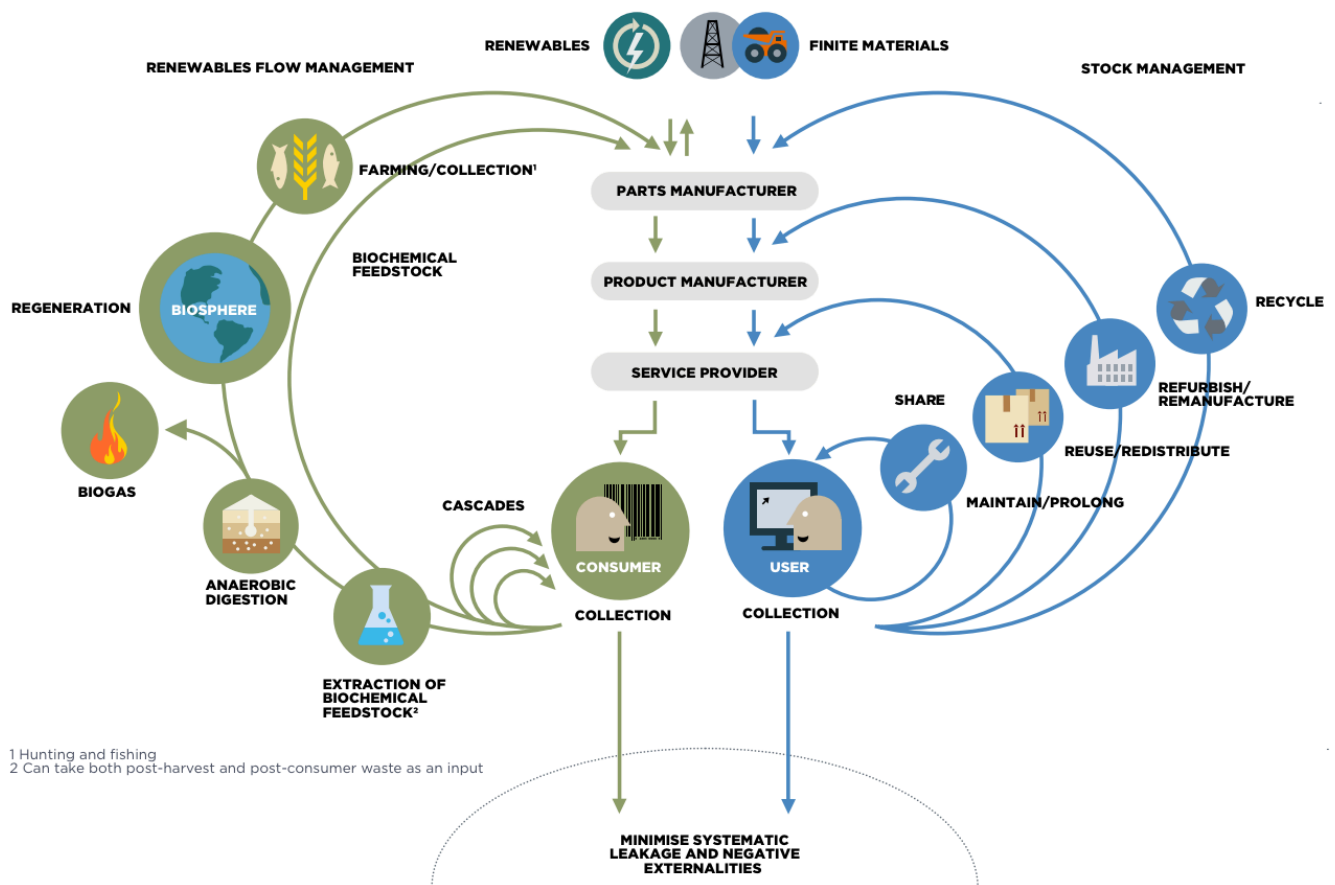 RENEWABLES
FINITE MATERIALS
RENEWABLES FLOW MANAGEMENT
STOCK MANAGEMENT
FARMING/COLLECTION¹
PARTS MANUFACTURER
BIOCHEMICAL
FEEDSTOCK
PRODUCT MANUFACTURER
REGENERATION
BIOSPHERE
RECYCLE
SERVICE PROVIDER
SHARE
REFURBISH/
REMANUFACTURE
REUSE/REDISTRIBUTE
BIOGAS
CASCADES
MAINTAIN/PROLONG
CONSUMER
USER
ANAEROBIC
DIGESTION
COLLECTION
COLLECTION
EXTRACTION OF
BIOCHEMICAL
FEEDSTOCK²
1 Hunting and fishing
2 Can take both post-harvest and post-consumer waste as an input
MINIMISE SYSTEMATIC
LEAKAGE AND NEGATIVE
EXTERNALITIES